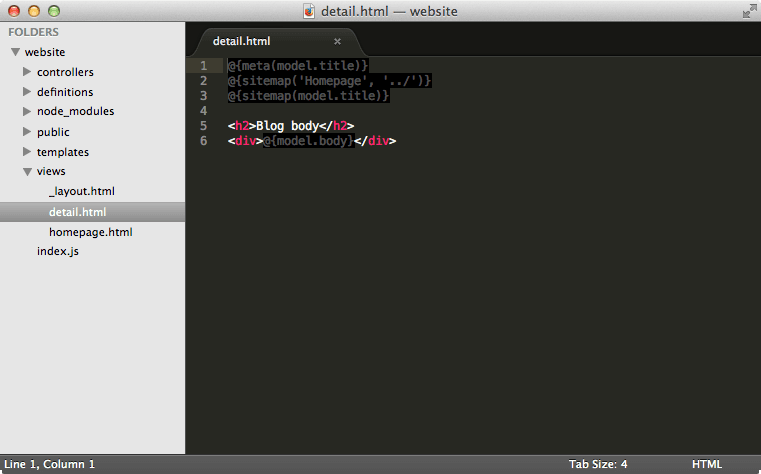 detail.html — website
FOLDERS
website
controllers
definitions
node_modules
public
templates
views
_layout.html
detail.html
homepage.html
index.js
detail.html ×
1 @{meta(model.title)}
2 @{sitemap('Homepage', '../')}
3 @{sitemap(model.title)}
4
5 <h2>Blog body</h2>
6 <div>@{model.body}</div>
Line 1, Column 1
Tab Size: 4
HTML